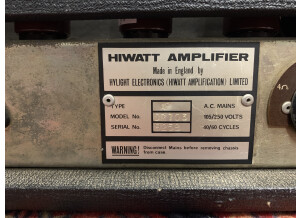 HIWATT AMPLIFIER
Made in England by
HYLIGHT ELECTRONICS (HIWATT AMPLIFICATION) LIMITED
TYPE
A.C. MAINS
MODEL No.
105/250 VOLTS
SERIAL No.
40/60 CYCLES
WARNING! Disconnect Mains before removing chassis
from case.
4Ω